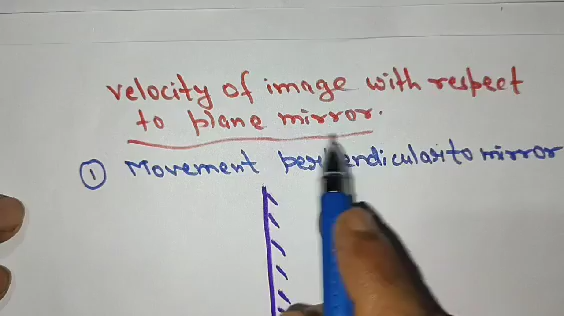 velocity of image with respect
to plane mirror.
① Movement perpendicular to mirror